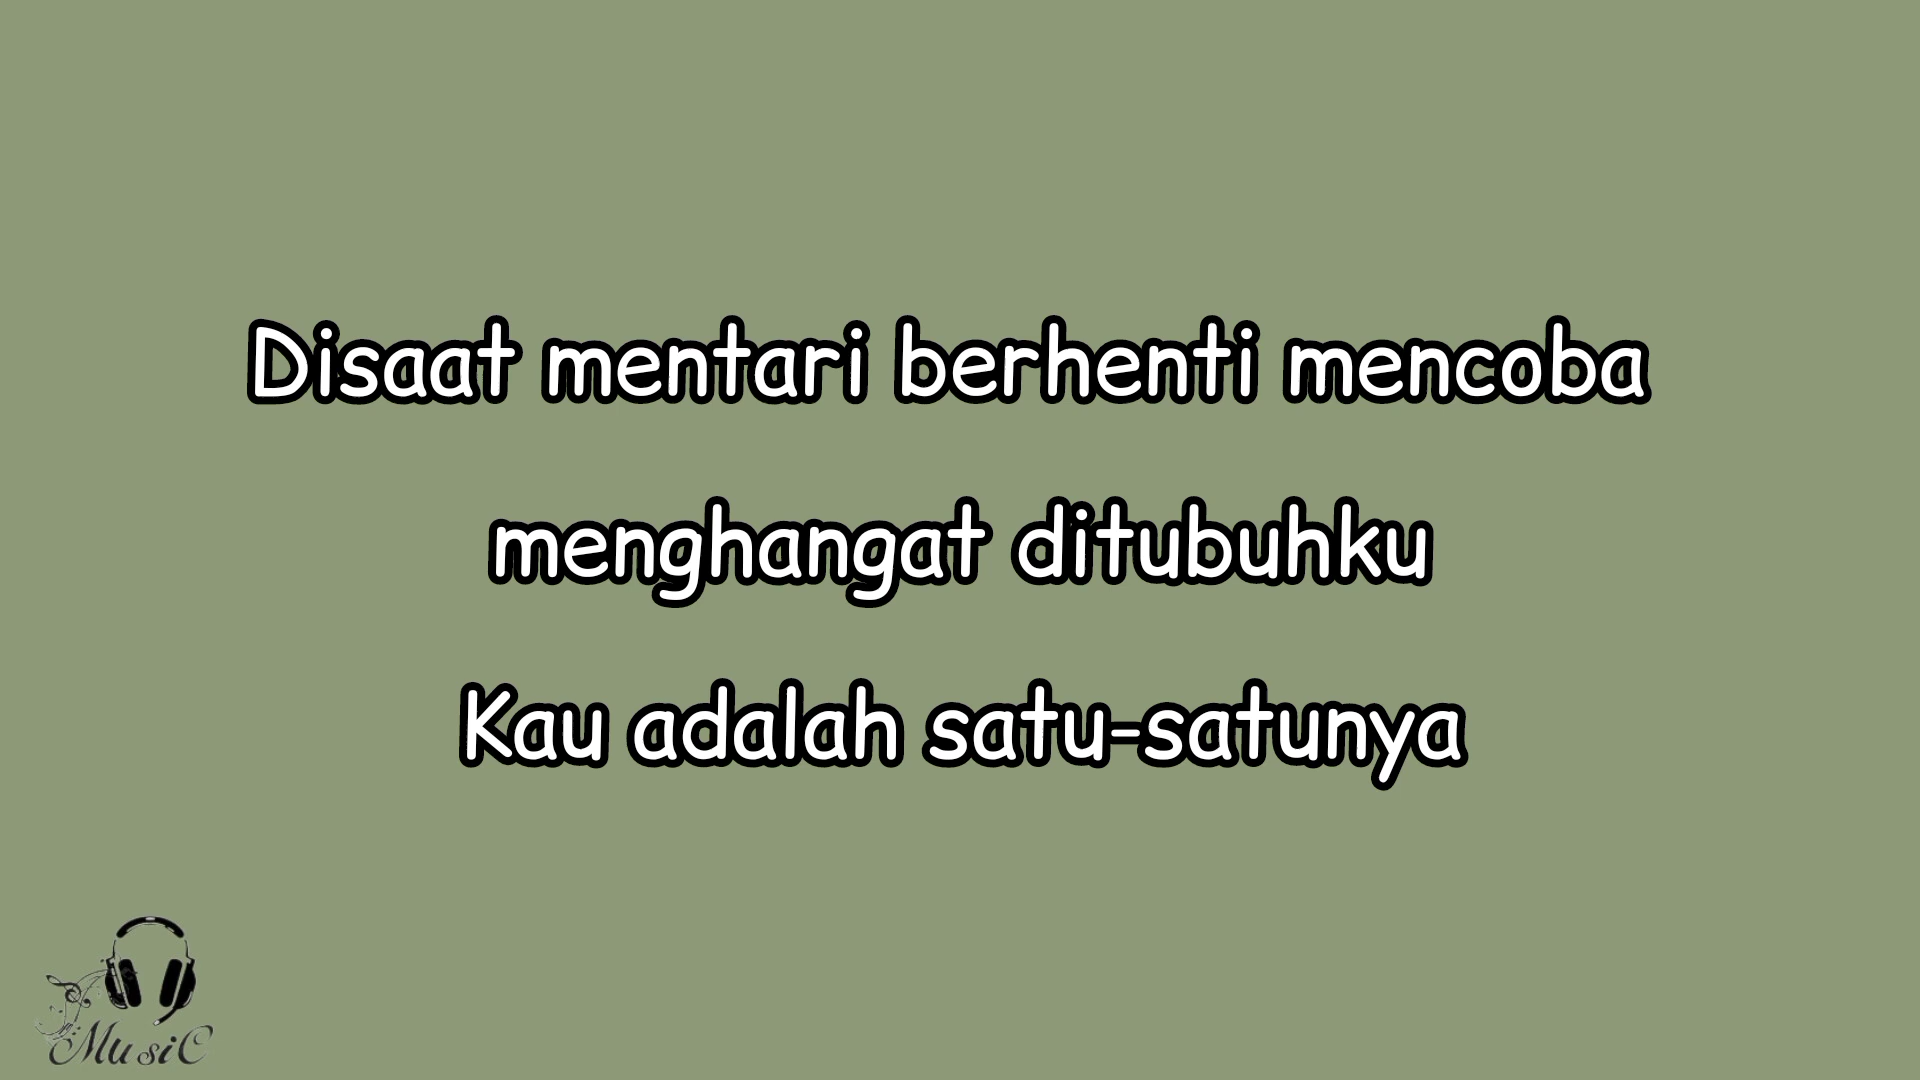 Disaat mentari berhenti mencoba
menghangat ditubuhku
Kau adalah satu-satunya
MusiC